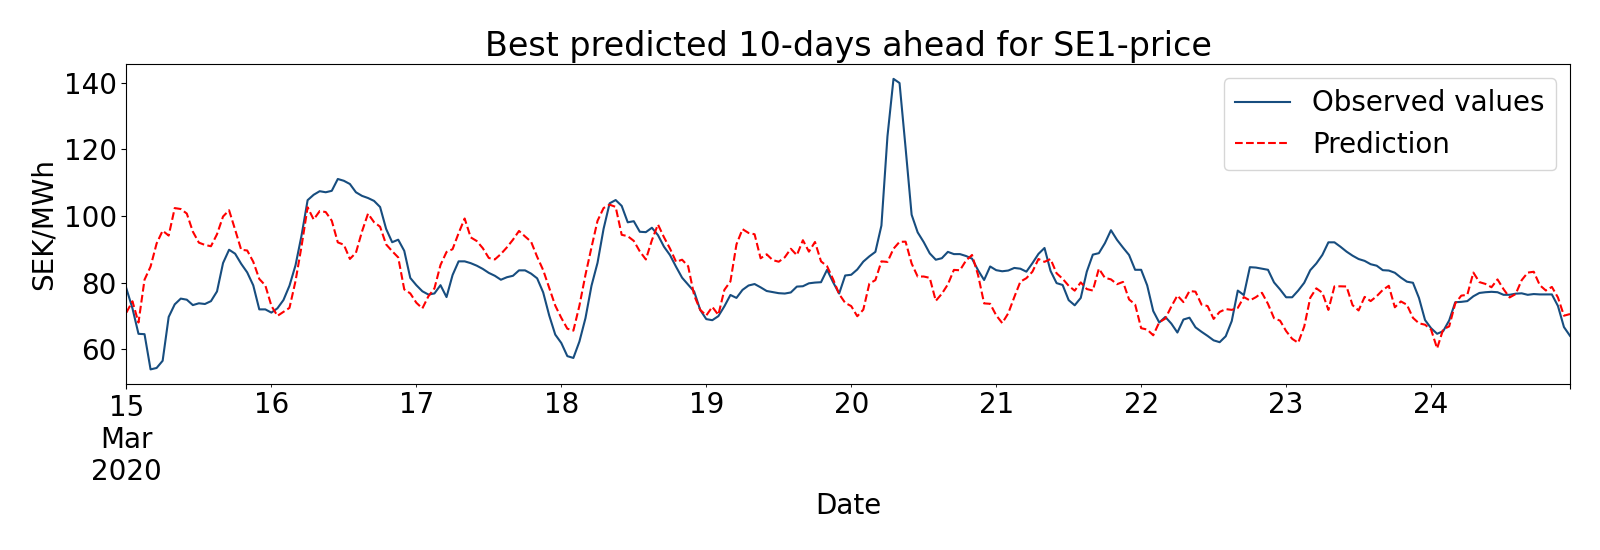 Best predicted 10-days ahead for SE1-price
140
120
100
80
60
SEK/MWh
Observed values
Prediction
15 16 17 18 19 20 21 22 23 24
Mar
2020
Date